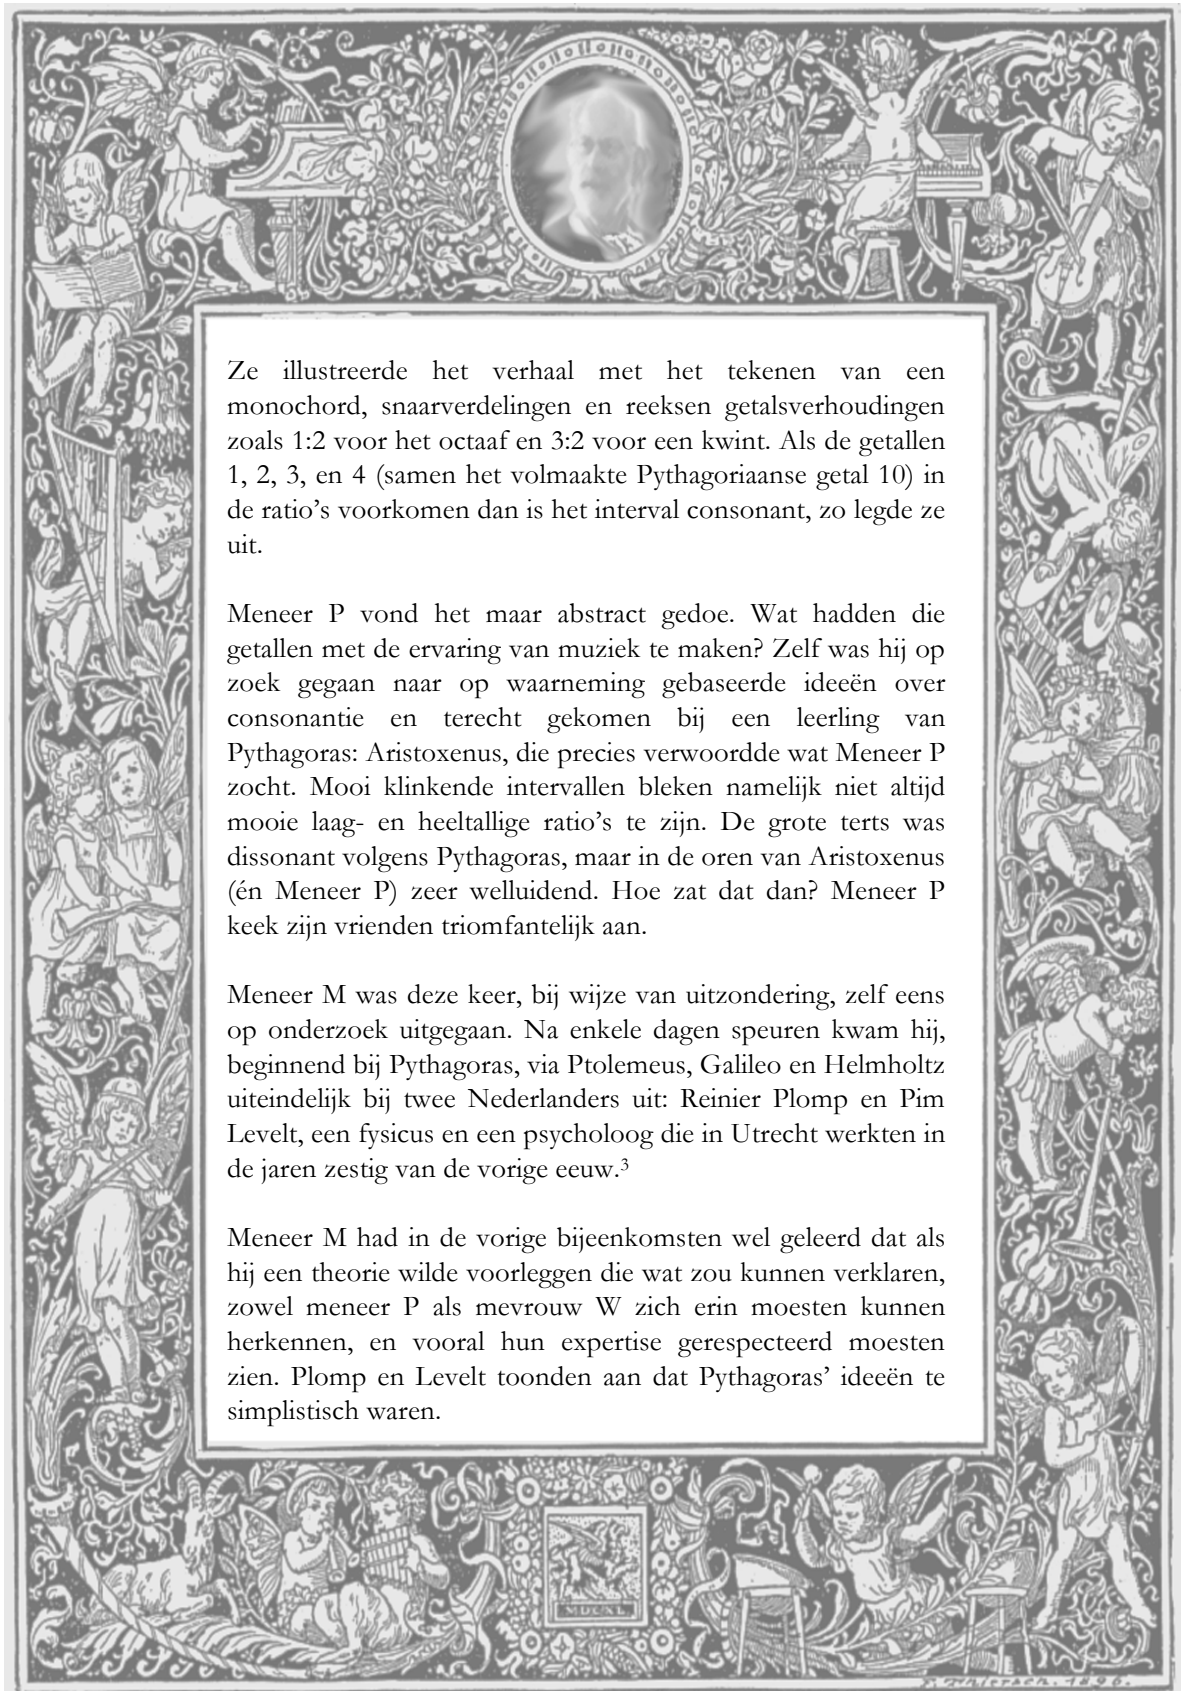 Ze illustreerde het verhaal met het tekenen van een
monochord, snaarverdelingen en reeksen getalsverhoudingen
zoals 1:2 voor het octaaf en 3:2 voor een kwint. Als de getallen
1, 2, 3, en 4 (samen het volmaakte Pythagoriaanse getal 10) in
de ratio’s voorkomen dan is het interval consonant, zo legde ze
uit.

Meneer P vond het maar abstract gedoe. Wat hadden die
getallen met de ervaring van muziek te maken? Zelf was hij op
zoek gegaan naar op waarneming gebaseerde ideeën over
consonantie en terecht gekomen bij een leerling van
Pythagoras: Aristoxenus, die precies verwoordde wat Meneer P
zocht. Mooi klinkende intervallen bleken namelijk niet altijd
mooie laag- en heeltallige ratio’s te zijn. De grote terts was
dissonant volgens Pythagoras, maar in de oren van Aristoxenus
(én Meneer P) zeer welluidend. Hoe zat dat dan? Meneer P
keek zijn vrienden triomfantelijk aan.

Meneer M was deze keer, bij wijze van uitzondering, zelf eens
op onderzoek uitgegaan. Na enkele dagen speuren kwam hij,
beginnend bij Pythagoras, via Ptolemeus, Galileo en Helmholtz
uiteindelijk bij twee Nederlanders uit: Reinier Plomp en Pim
Levelt, een fysicus en een psycholoog die in Utrecht werkten in
de jaren zestig van de vorige eeuw.³

Meneer M had in de vorige bijeenkomsten wel geleerd dat als
hij een theorie wilde voorleggen die wat zou kunnen verklaren,
zowel meneer P als mevrouw W zich erin moesten kunnen
herkennen, en vooral hun expertise gerespecteerd moesten
zien. Plomp en Levelt toonden aan dat Pythagoras’ ideeën te
simplistisch waren.

MDCXL
1896.